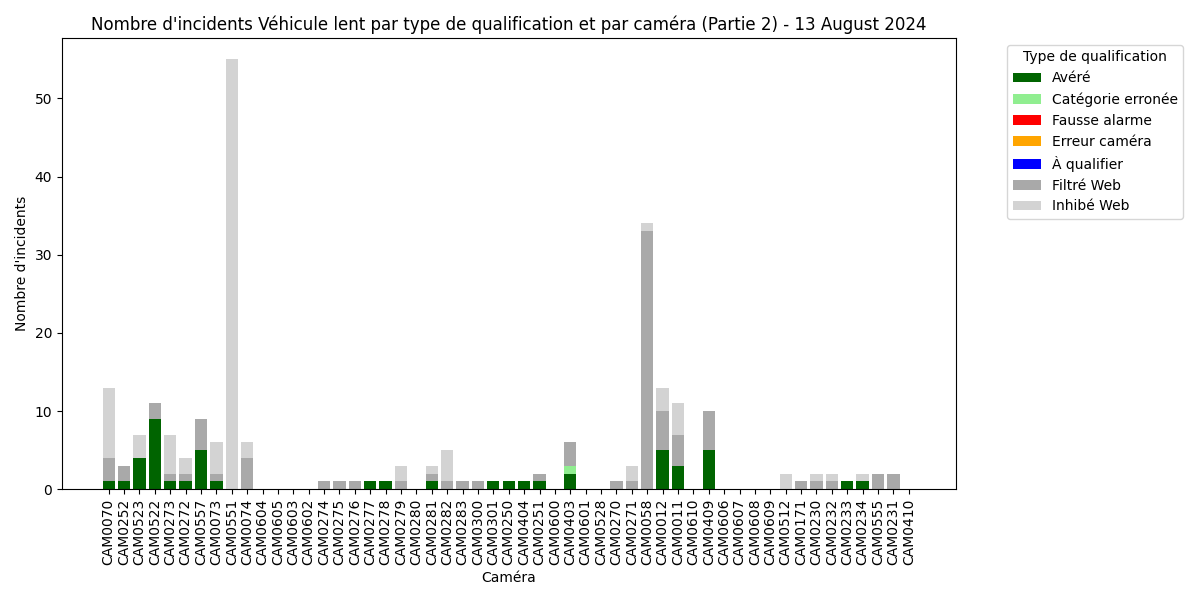 Nombre d'incidents Véhicule lent par type de qualification et par caméra (Partie 2) - 13 August 2024
Type de qualification
Avéré
Catégorie erronée
Fausse alarme
Erreur caméra
À qualifier
Filtré Web
Inhibé Web
Nombre d'incidents
50
40
30
20
10
0
CAM0070
CAM0252
CAM0523
CAM0522
CAM0273
CAM0272
CAM0557
CAM0073
CAM0551
CAM0074
CAM0604
CAM0605
CAM0603
CAM0602
CAM0274
CAM0275
CAM0276
CAM0277
CAM0278
CAM0279
CAM0280
CAM0281
CAM0282
CAM0283
CAM0300
CAM0301
CAM0250
CAM0404
CAM0251
CAM0600
CAM0403
CAM0601
CAM0528
CAM0270
CAM0271
CAM0058
CAM0012
CAM0011
CAM0610
CAM0409
CAM0606
CAM0607
CAM0608
CAM0609
CAM0512
CAM0171
CAM0230
CAM0232
CAM0233
CAM0234
CAM0555
CAM0231
CAM0410
Caméra